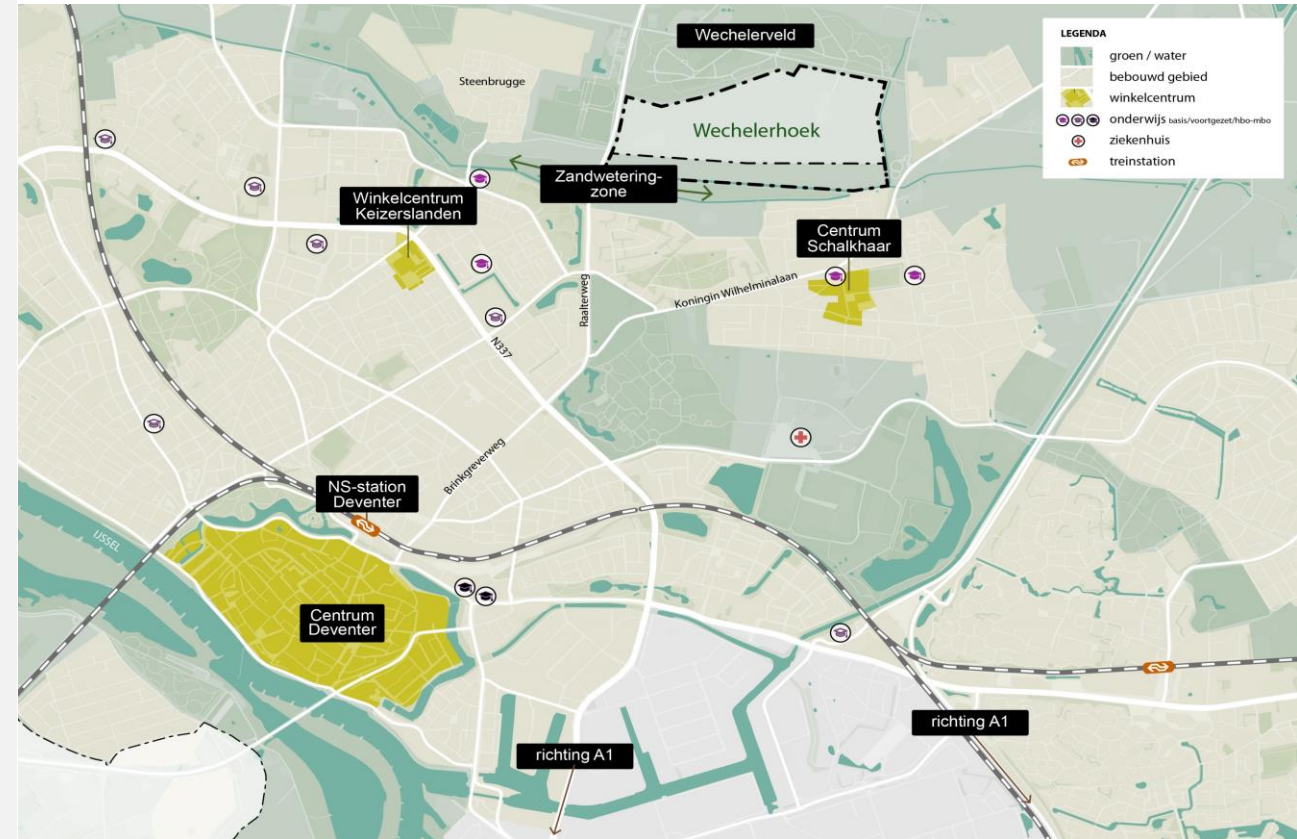 Wechelerveld
LEGENDA
groen / water
bebouwd gebied
winkelcentrum
onderwijs basis/voortgezet/hbo-mbo
ziekenhuis
treinstation
Steenbrugge
Wechelerhoek
Zandwetering-
zone
Winkelcentrum
Keizerslanden
Centrum
Schalkhaar
Koningin Wilhelminalaan
Raalterweg
N337
Brinkgreverweg
NS-station
Deventer
IJSSEL
Centrum
Deventer
richting A1
richting A1